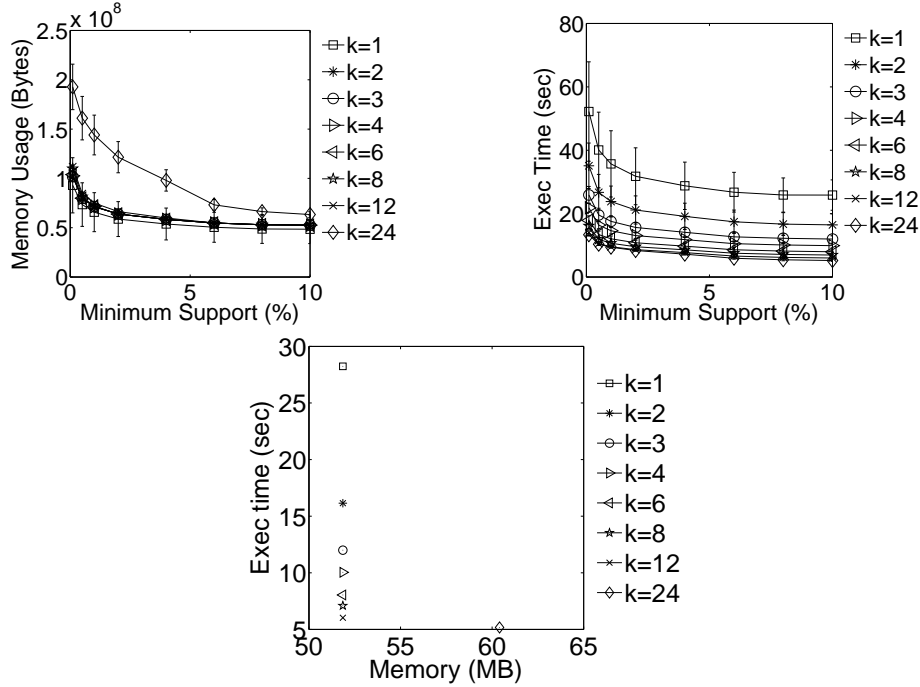 x 10^8
2.5
2
1.5
1
0.5
0
0 5 10
Memory Usage (Bytes)
Minimum Support (%)
k=1
k=2
k=3
k=4
k=6
k=8
k=12
k=24
80
60
40
20
0
0 5 10
Exec Time (sec)
Minimum Support (%)
k=1
k=2
k=3
k=4
k=6
k=8
k=12
k=24
30
25
20
15
10
5
50 55 60 65
Exec time (sec)
Memory (MB)
k=1
k=2
k=3
k=4
k=6
k=8
k=12
k=24